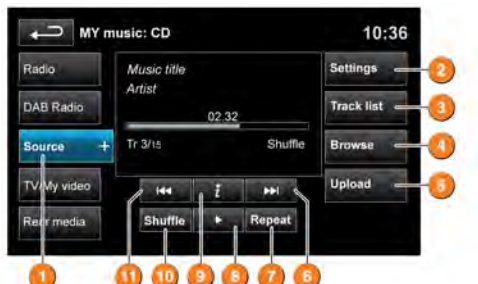 MY music: CD
10:36
Radio
DAB Radio
Source +
TV/My video
Rear media
Music title
Artist
02.32
Tr 3/15
Shuffle
Settings
Track list
Browse
Upload
i
Shuffle
Repeat
2
3
4
5
1
11
10
9
8
7
6